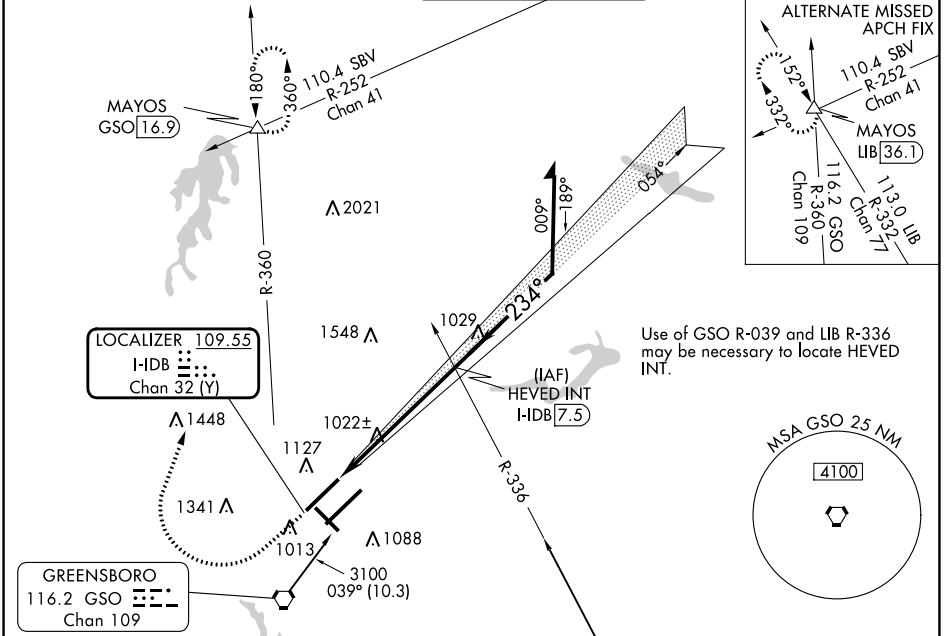 180°
360°
110.4 SBV
R-252
Chan 41
MAYOS
GSO 16.9
ALTERNATE MISSED
APCH FIX
152°
332°
110.4 SBV
R-252
Chan 41
MAYOS
LIB 36.1
116.2 GSO
R-360
Chan 109
113.0 LIB
R-332
Chan 77
2021
009°
189°
054°
R-360
234°
1548
1029
LOCALIZER 109.55
I-IDB
Chan 32 (Y)
(IAF)
HEVED INT
I-IDB 7.5
Use of GSO R-039 and LIB R-336
may be necessary to locate HEVED
INT.
1448
1022±
1127
R-336
MSA GSO 25 NM
4100
1341
1013
1088
3100
039° (10.3)
GREENSBORO
116.2 GSO
Chan 109